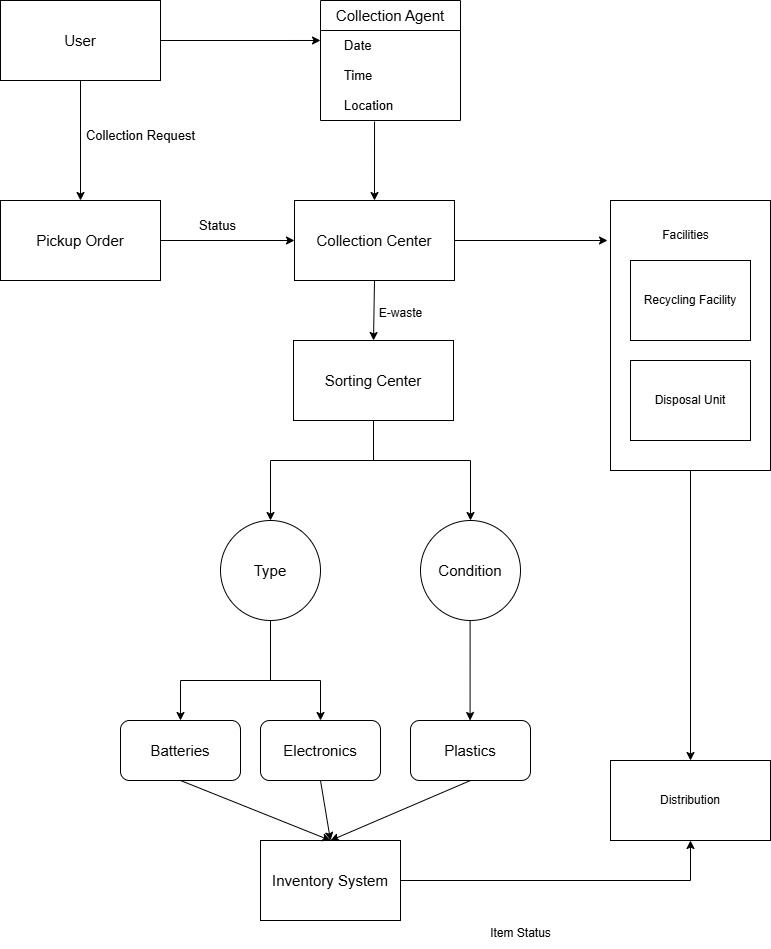 User
Collection Agent
Date
Time
Location
Collection Request
Pickup Order
Status
Collection Center
Facilities
Recycling Facility
Disposal Unit
E-waste
Sorting Center
Type
Condition
Batteries
Electronics
Plastics
Distribution
Inventory System
Item Status